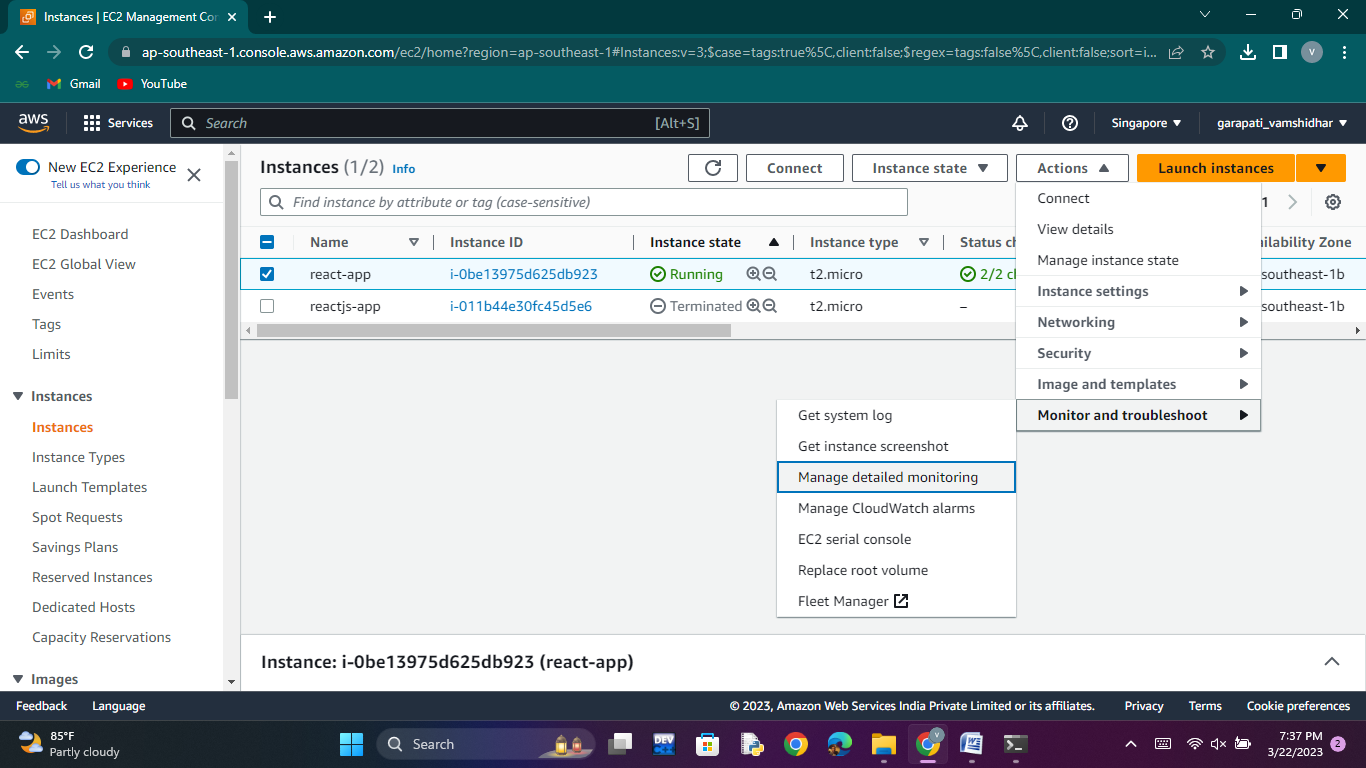 Instances | EC2 Management Con
ap-southeast-1.console.aws.amazon.com/ec2/home?region=ap-southeast-1#Instances:v=3;$case=tags:true%5C,client:false;$regex=tags:false%5C,client:false;sort=i...
V
Gmail
YouTube
aws
Services
Search
[Alt+S]
Singapore
garapati_vamshidhar
New EC2 Experience
Tell us what you think
EC2 Dashboard
EC2 Global View
Events
Tags
Limits
Instances
Instances
Instance Types
Launch Templates
Spot Requests
Savings Plans
Reserved Instances
Dedicated Hosts
Capacity Reservations
Images
Instances (1/2) Info
Connect
Instance state
Actions
Launch instances
Find instance by attribute or tag (case-sensitive)
1
Name Instance ID Instance state Instance type Status ch ilability Zone
react-app i-0be13975d625db923 Running t2.micro 2/2 ch southeast-1b
reactjs-app i-011b44e30fc45d5e6 Terminated t2.micro – southeast-1b
Connect
View details
Manage instance state
Instance settings
Networking
Security
Image and templates
Monitor and troubleshoot
Get system log
Get instance screenshot
Manage detailed monitoring
Manage CloudWatch alarms
EC2 serial console
Replace root volume
Fleet Manager
Instance: i-0be13975d625db923 (react-app)
Feedback Language © 2023, Amazon Web Services India Private Limited or its affiliates. Privacy Terms Cookie preferences
85°F
Partly cloudy
Search
DEV
V
7:37 PM
3/22/2023
2